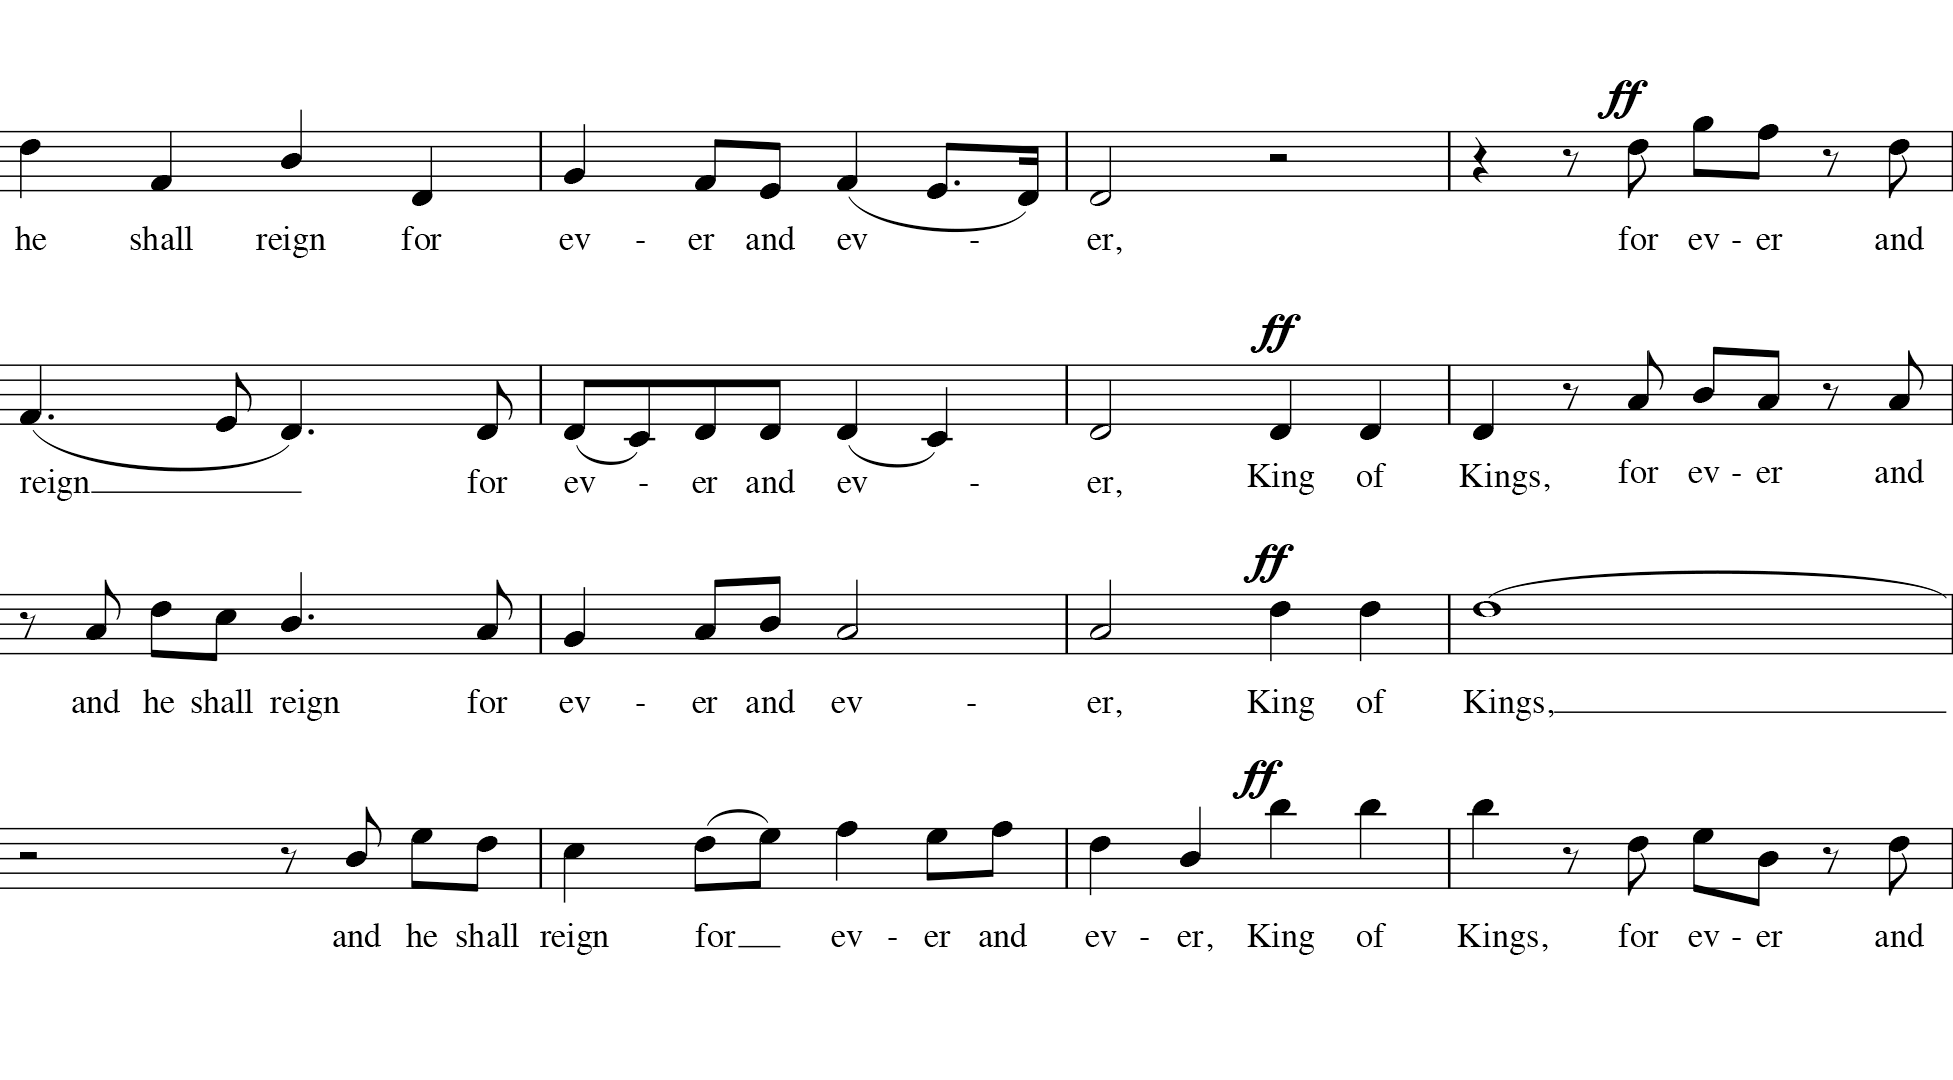 ff
he shall reign for ev - er and ev - er, for ev - er and
ff
reign for ev - er and ev - er, King of Kings, for ev - er and
ff
and he shall reign for ev - er and ev - er, King of Kings,
ff
and he shall reign for ev - er and ev - er, King of Kings, for ev - er and